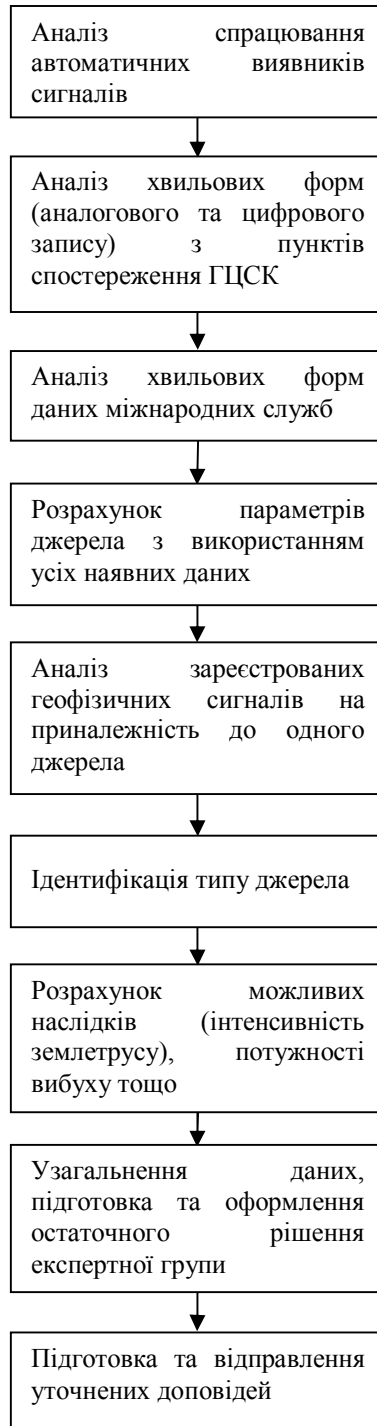 Аналіз спрацювання
автоматичних виявників
сигналів
Аналіз хвильових форм
(аналогового та цифрового
запису) з пунктів
спостереження ГЦСК
Аналіз хвильових форм
даних міжнародних служб
Розрахунок параметрів
джерела з використанням
усіх наявних даних
Аналіз зареєстрованих
геофізичних сигналів на
приналежність до одного
джерела
Ідентифікація типу джерела
Розрахунок можливих
наслідків (інтенсивність
землетрусу), потужності
вибуху тощо
Узагальнення даних,
підготовка та оформлення
остаточного рішення
експертної групи
Підготовка та відправлення
уточнених доповідей